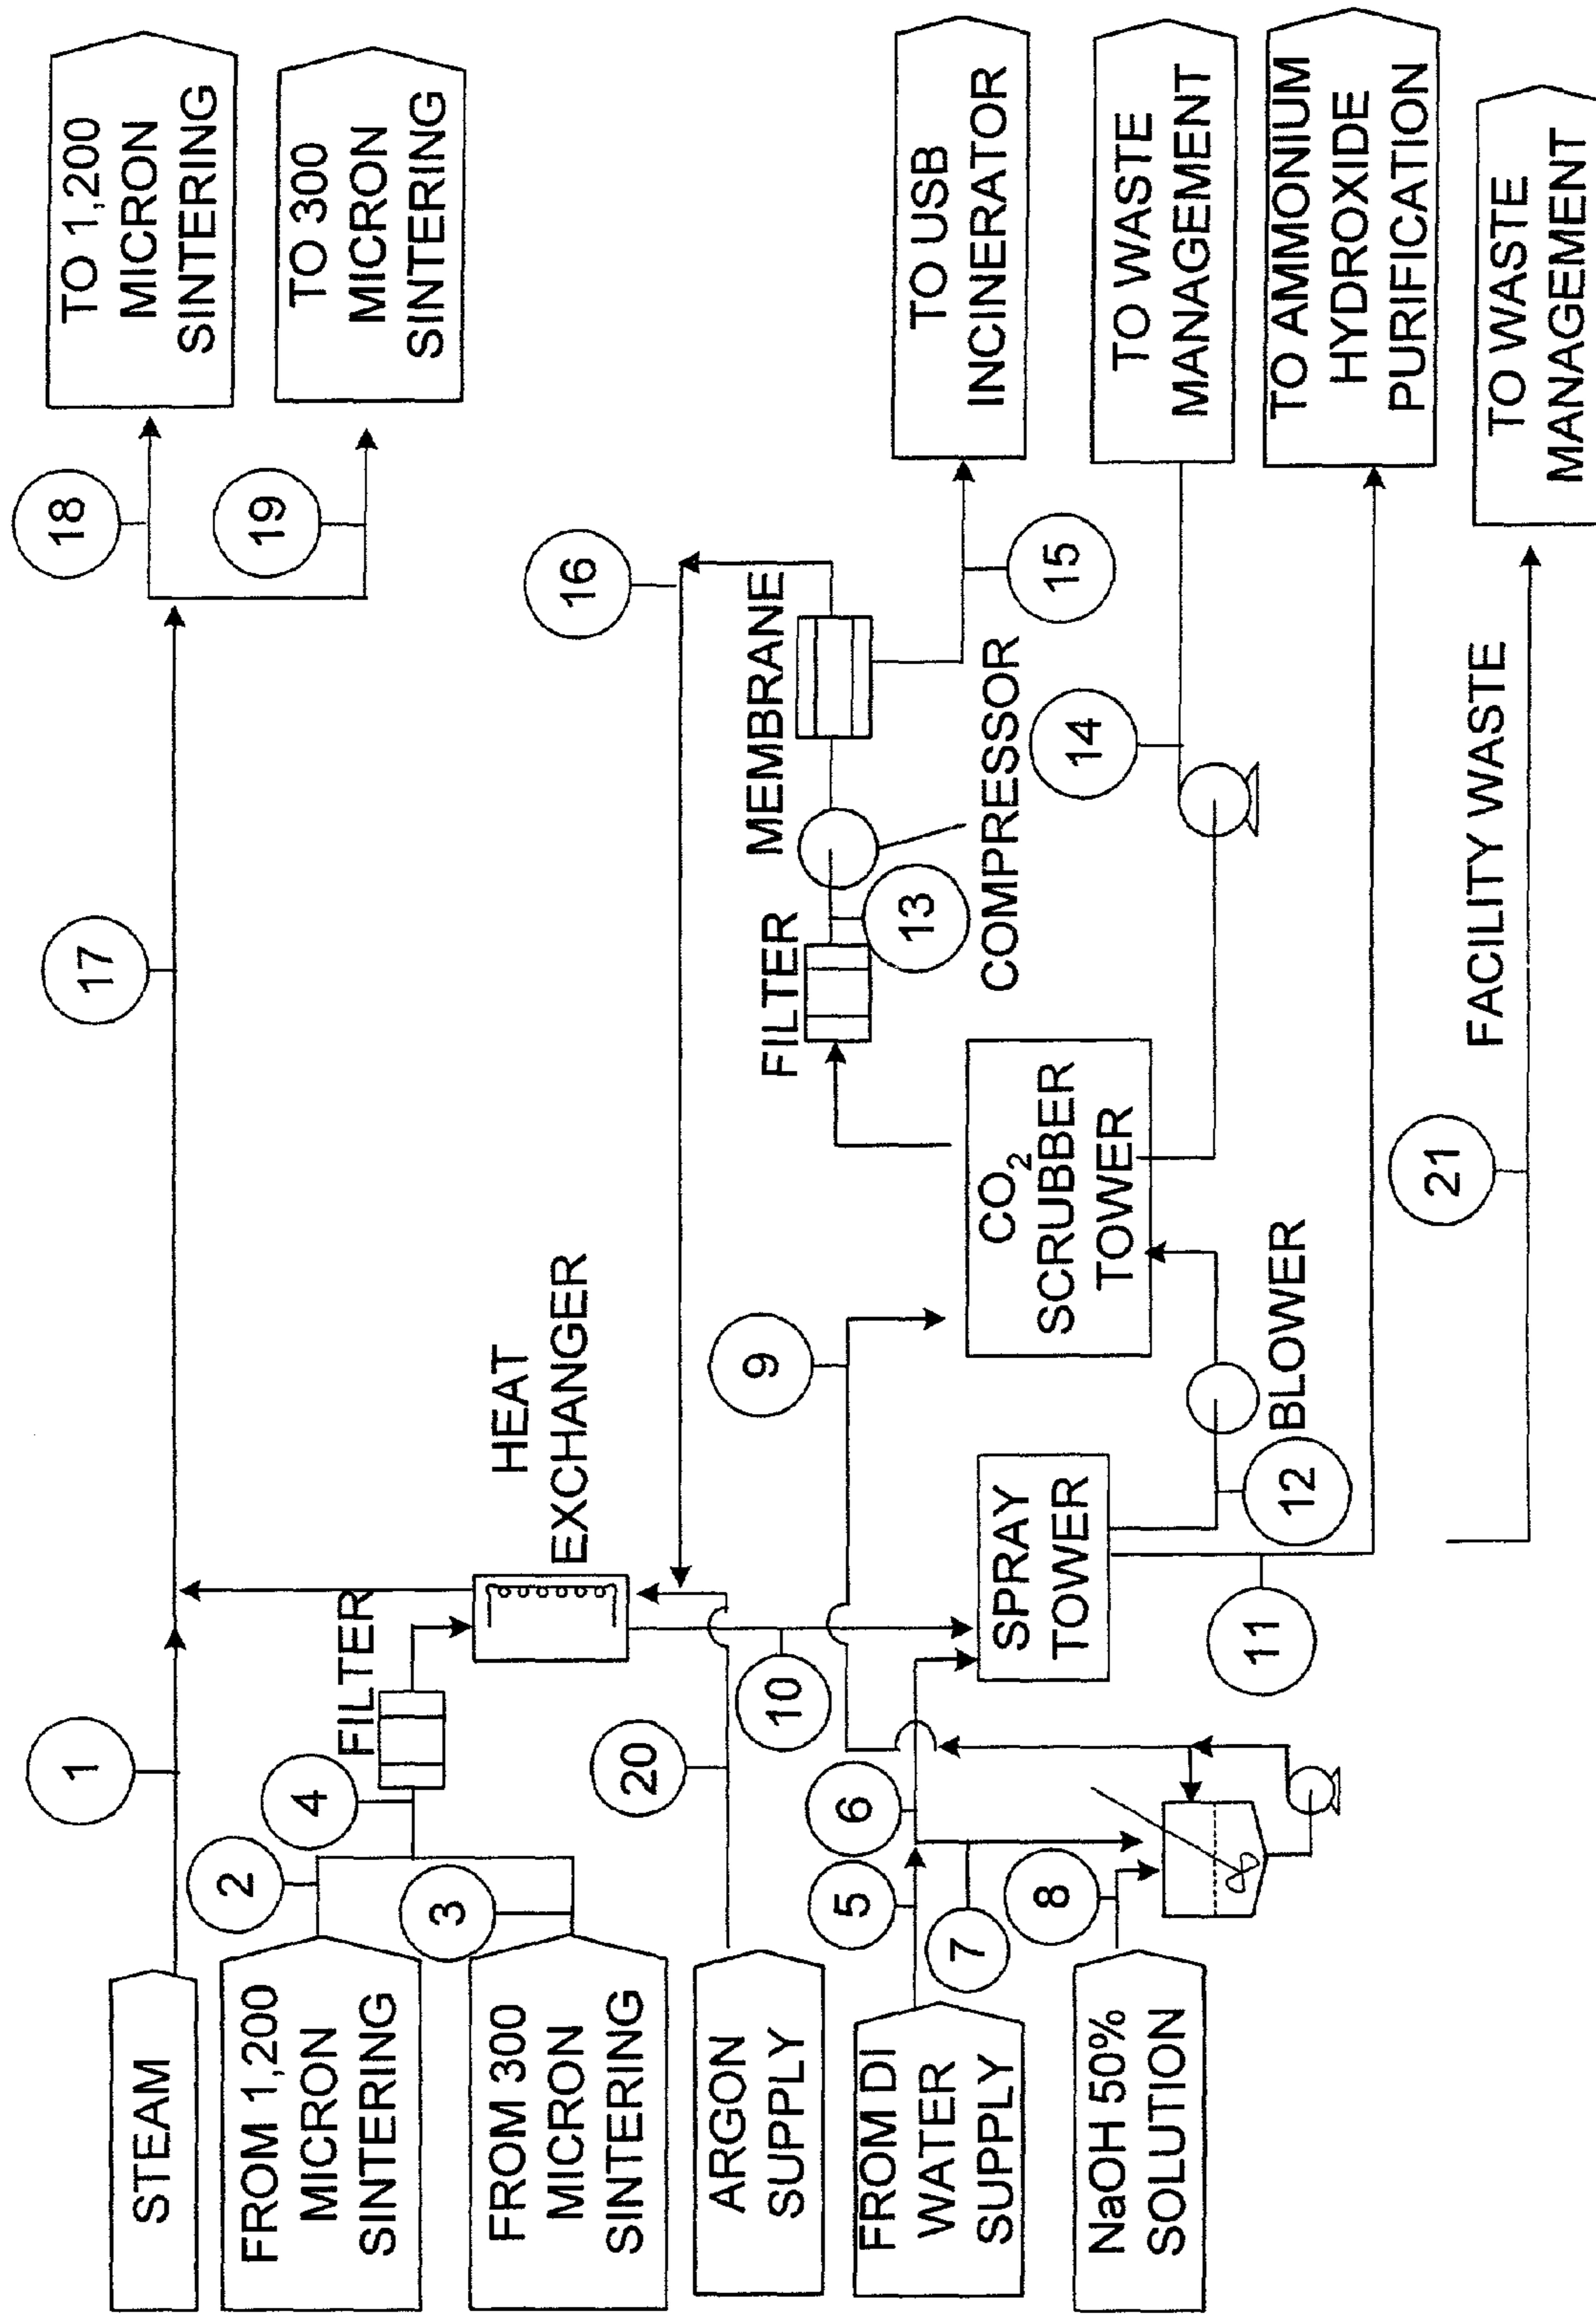 STEAM
1
17
18
TO 1,200
MICRON
SINTERING
19
TO 300
MICRON
SINTERING
FROM 1,200
MICRON
SINTERING
2
4
FILTER
HEAT
EXCHANGER
16
FROM 300
MICRON
SINTERING
3
ARGON
SUPPLY
20
10
9
FILTER
13
MEMBRANE
COMPRESSOR
15
TO USB
INCINERATOR
FROM DI
WATER
SUPPLY
5
6
7
SPRAY
TOWER
CO2
SCRUBBER
TOWER
14
TO WASTE
MANAGEMENT
NaOH 50%
SOLUTION
8
11
12
BLOWER
TO AMMONIUM
HYDROXIDE
PURIFICATION
21
FACILITY WASTE
TO WASTE
MANAGEMENT